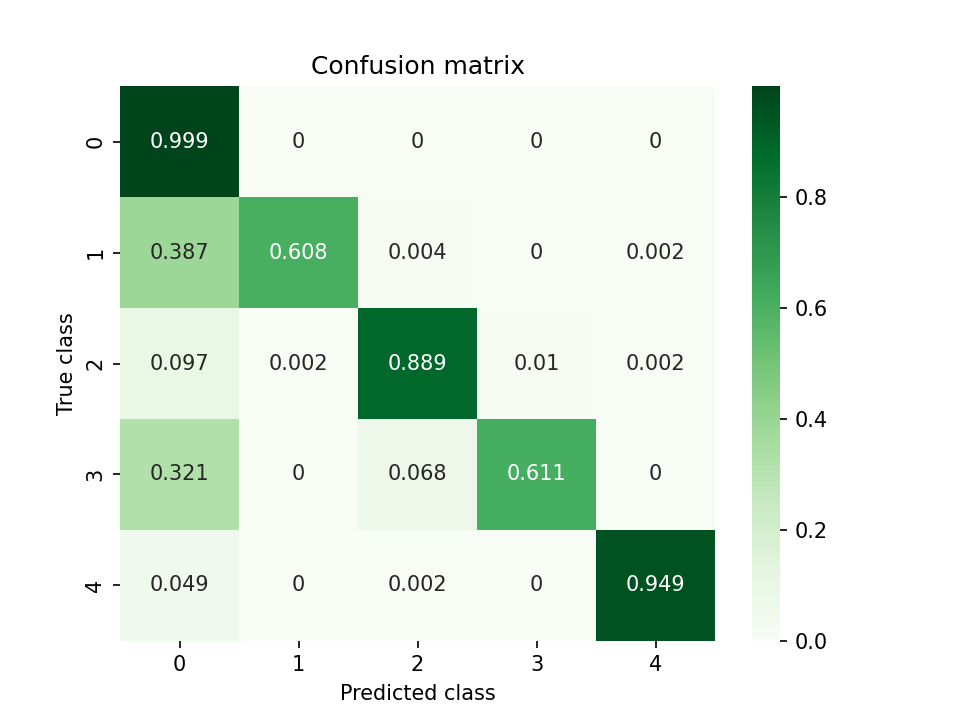 Confusion matrix
0 0.999 0 0 0 0
1 0.387 0.608 0.004 0 0.002
2 0.097 0.002 0.889 0.01 0.002
3 0.321 0 0.068 0.611 0
4 0.049 0 0.002 0 0.949
0 1 2 3 4
Predicted class
True class
0.8
0.6
0.4
0.2
0.0